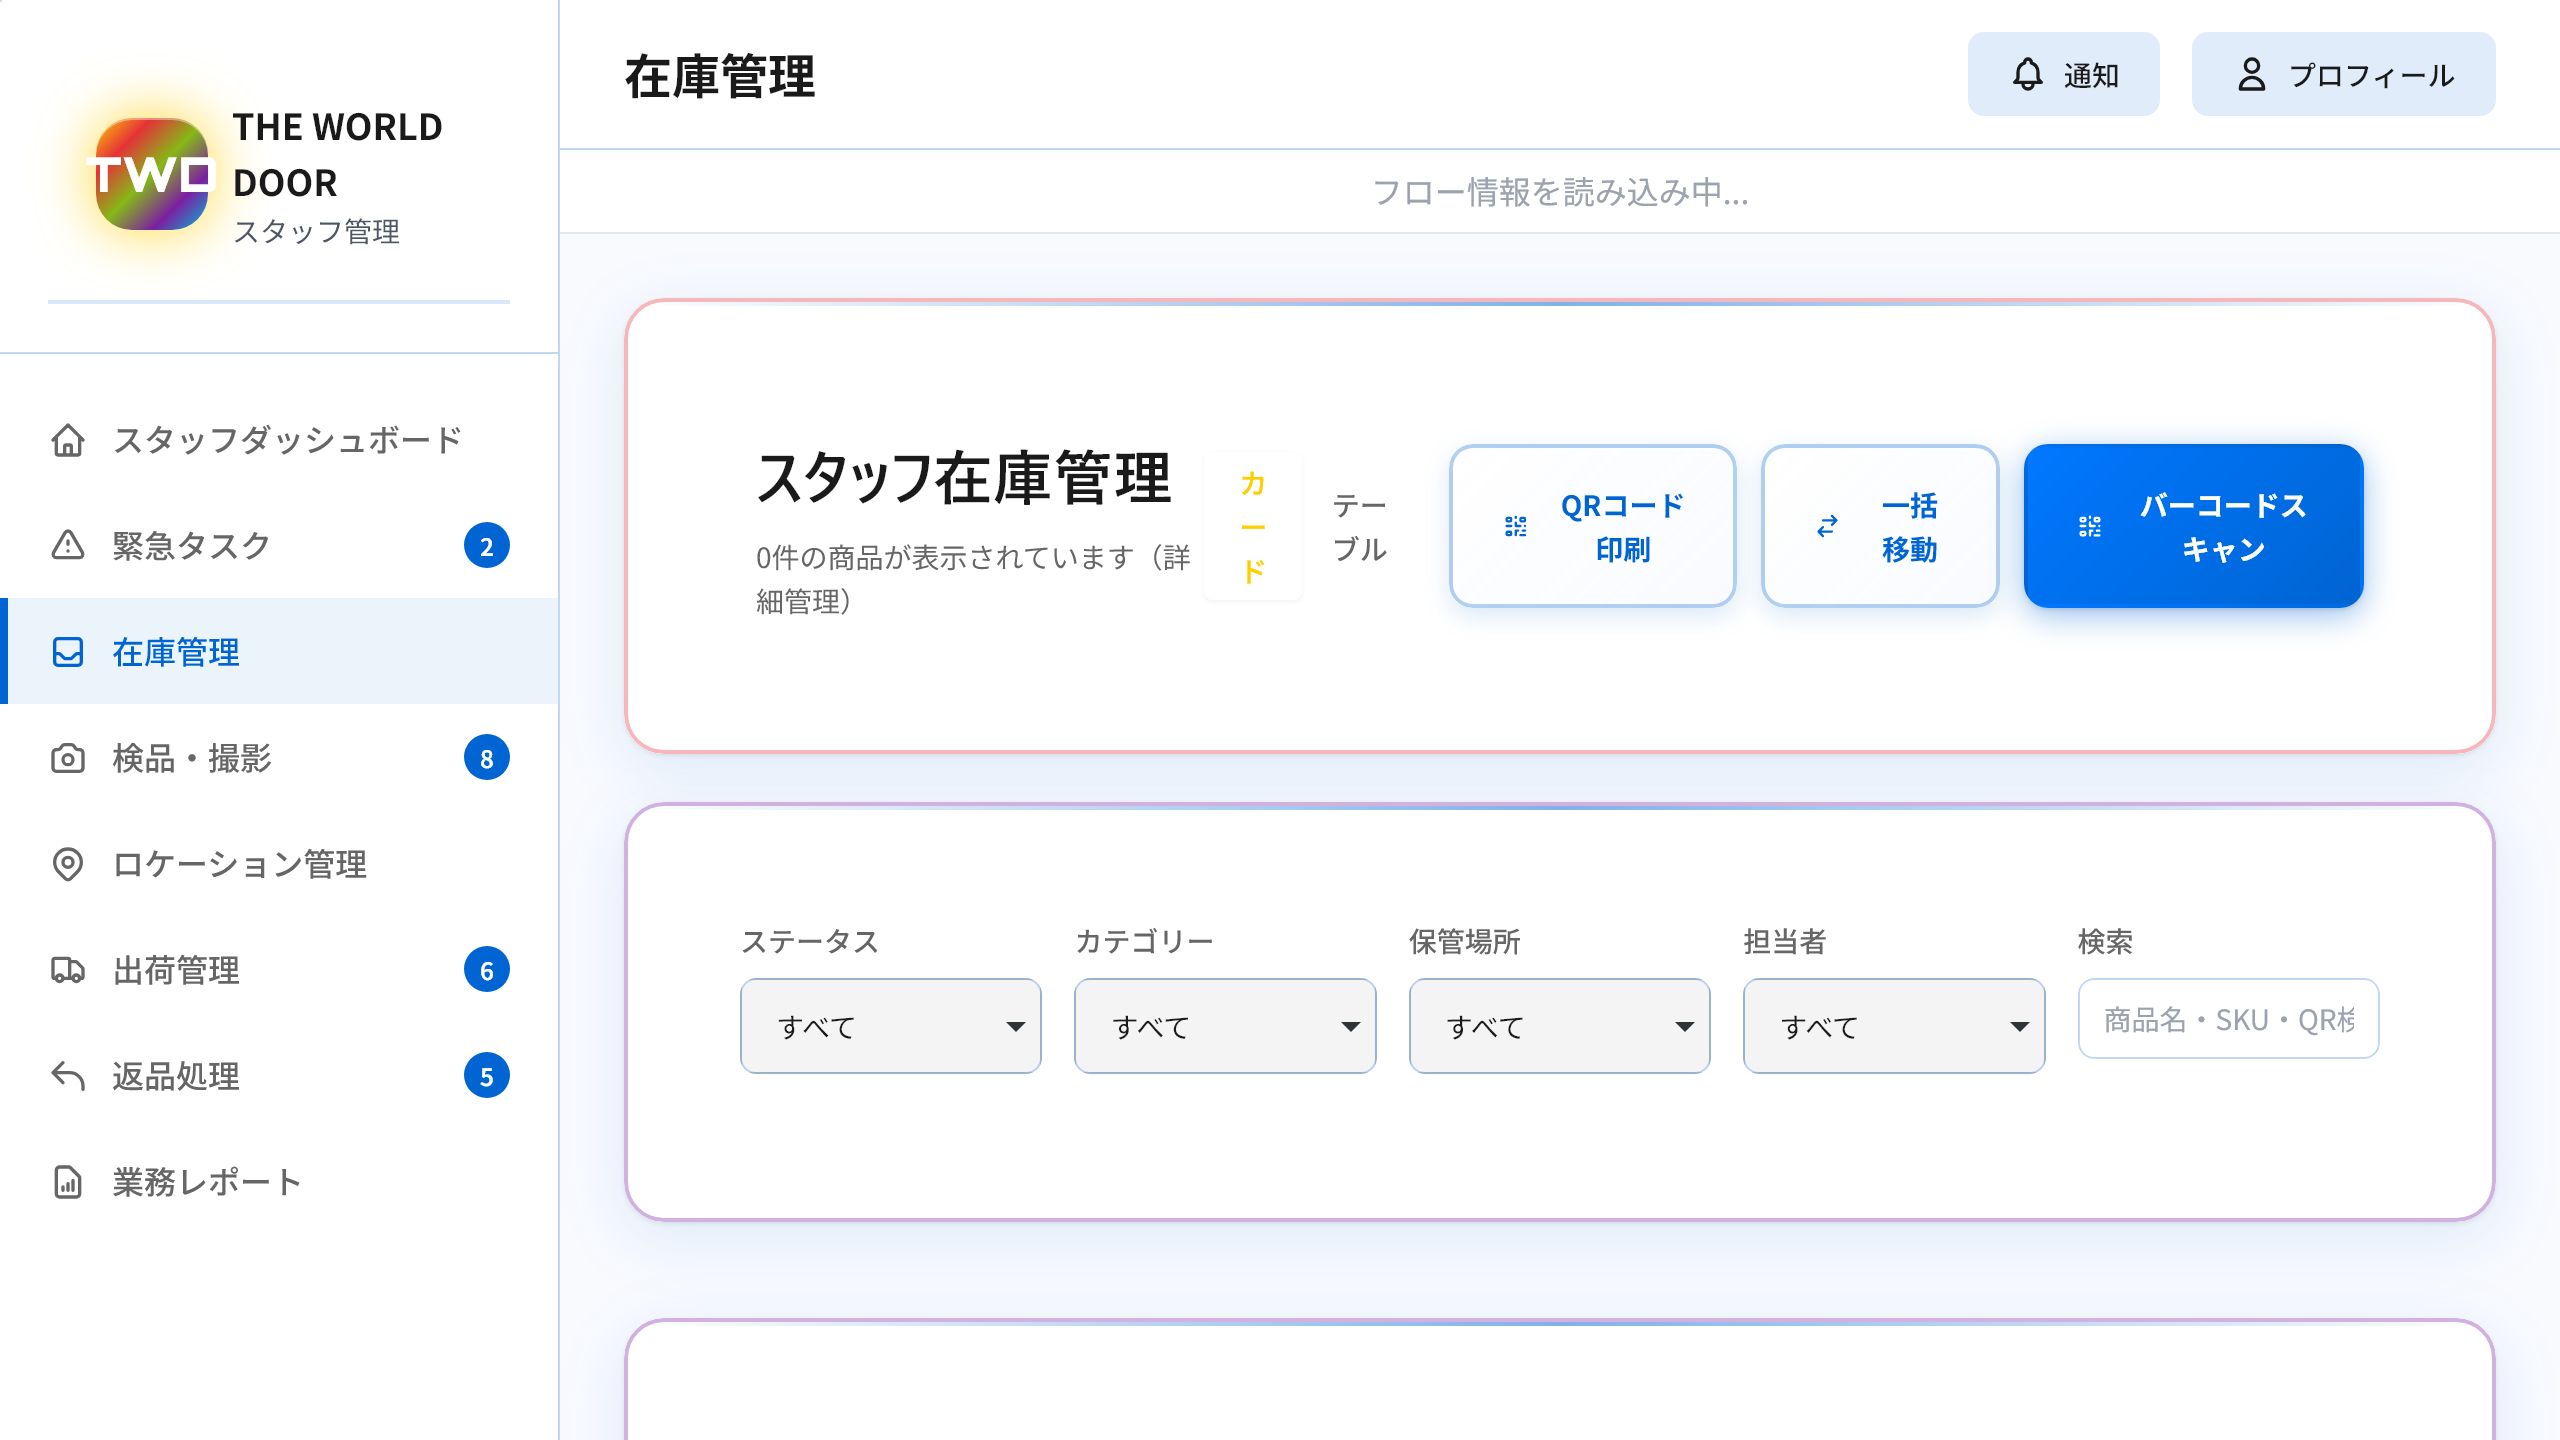 TWD
THE WORLD
DOOR
スタッフ管理
スタッフダッシュボード
緊急タスク
2
在庫管理
検品・撮影
8
ロケーション管理
出荷管理
6
返品処理
5
業務レポート
在庫管理
通知
プロフィール
フロー情報を読み込み中...
スタッフ在庫管理
0件の商品が表示されています（詳
細管理）
カ
ー
ド
テー
ブル
QRコード
印刷
一括
移動
バーコードス
キャン
ステータス
すべて
カテゴリー
すべて
保管場所
すべて
担当者
すべて
検索
商品名・SKU・QR検